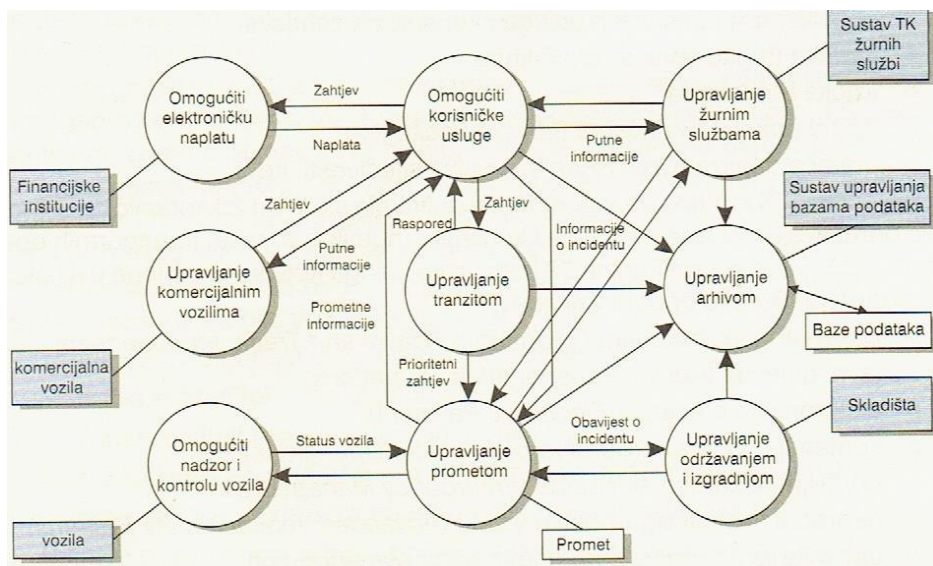 Sustav TK
žurnih
službi
Omogućiti
elektroničku
naplatu
Zahtjev
Naplata
Omogućiti
korisničke
usluge
Putne
informacije
Upravljanje
žurnim
službama
Financijske
institucije
Zahtjev
Putne
informacije
Raspored
Zahtjev
Informacije
o incidentu
Sustav upravljanja
bazama podataka
Upravljanje
komercijalnim
vozilima
Prometne
informacije
Upravljanje
tranzitom
Upravljanje
arhivom
Baze podataka
komercijalna
vozila
Prioritetni
zahtjev
Skladišta
Omogućiti
nadzor i
kontrolu vozila
Status vozila
Upravljanje
prometom
Obavijest o
incidentu
Upravljanje
održavanjem
i izgradnjom
vozila
Promet